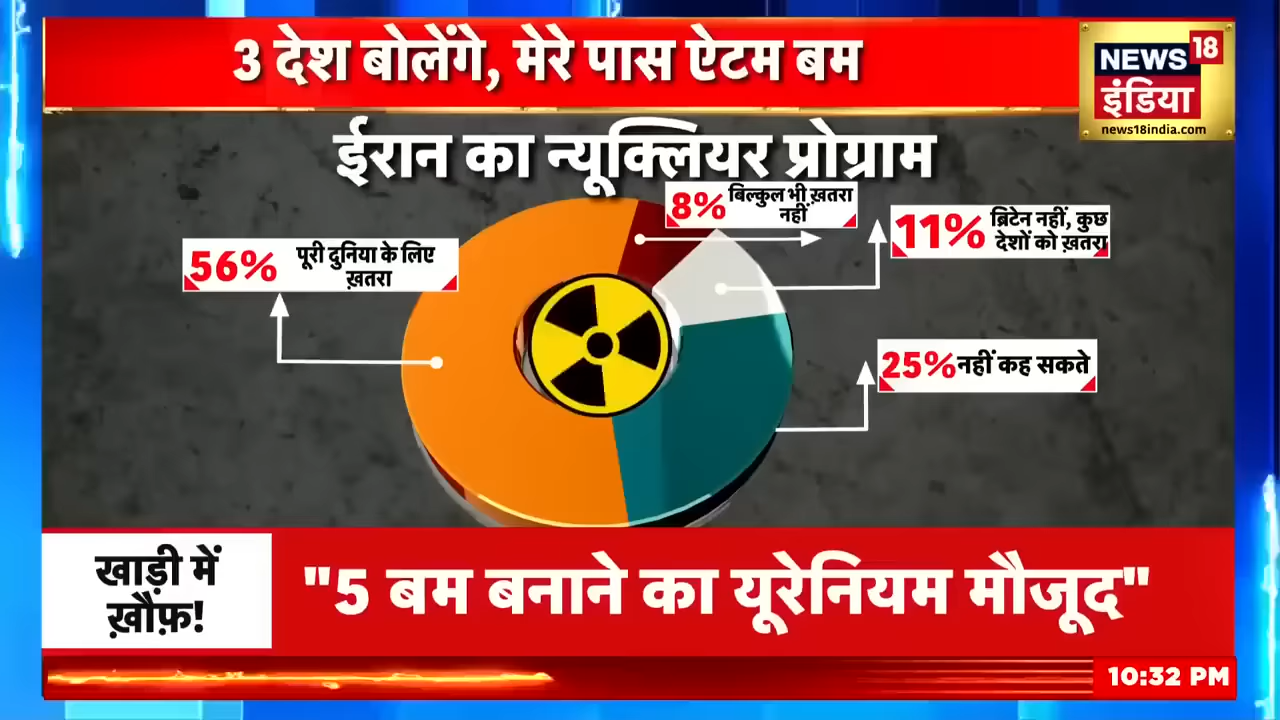 3 देश बोलेंगे, मेरे पास ऐटम बम
NEWS 18
इंडिया
news18india.com
ईरान का न्यूक्लियर प्रोग्राम
8% बिल्कुल भी ख़तरा
नहीं
11% ब्रिटेन नहीं, कुछ
देशों को ख़तरा
56% पूरी दुनिया के लिए
ख़तरा
25% नहीं कह सकते
खाड़ी में
ख़ौफ़!
"5 बम बनाने का यूरेनियम मौजूद"
10:32 PM